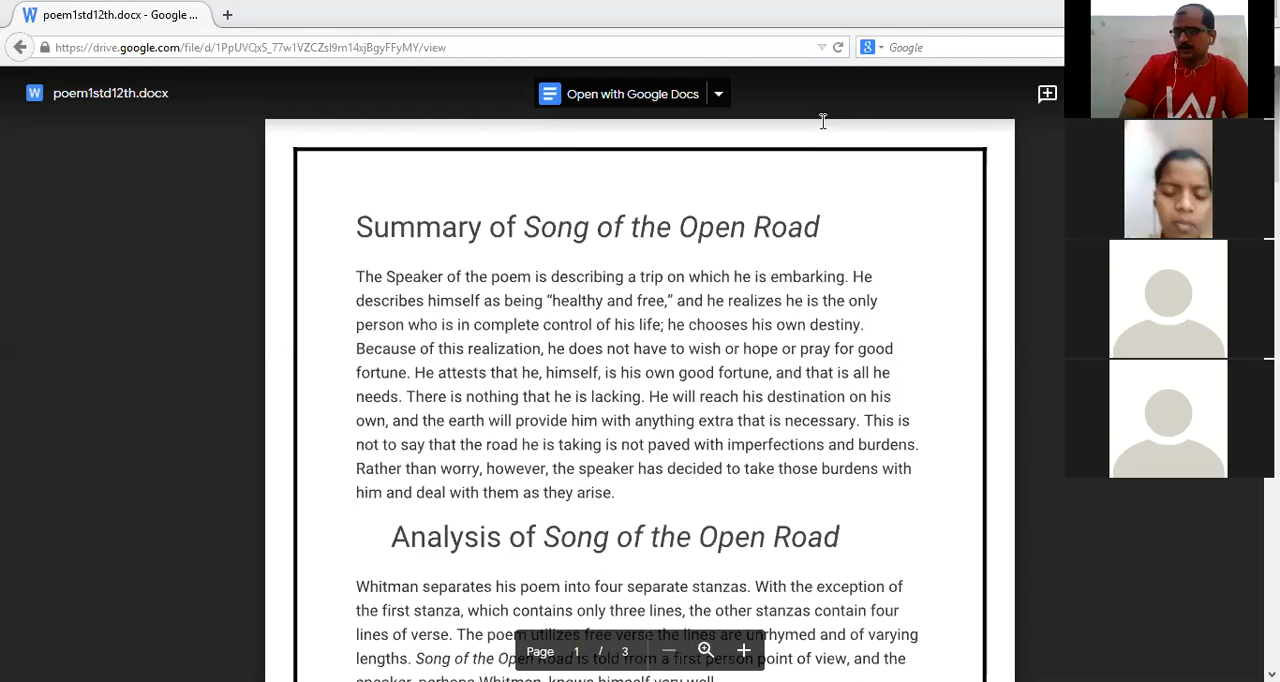 poem1std12th.docx - Google ...
https://drive.google.com/file/d/1PpUVQxS_77w1VZCZsI9m14xjBgyFFyMY/view
Google
poem1std12th.docx
Open with Google Docs
Summary of Song of the Open Road
The Speaker of the poem is describing a trip on which he is embarking. He
describes himself as being “healthy and free,” and he realizes he is the only
person who is in complete control of his life; he chooses his own destiny.
Because of this realization, he does not have to wish or hope or pray for good
fortune. He attests that he, himself, is his own good fortune, and that is all he
needs. There is nothing that he is lacking. He will reach his destination on his
own, and the earth will provide him with anything extra that is necessary. This is
not to say that the road he is taking is not paved with imperfections and burdens.
Rather than worry, however, the speaker has decided to take those burdens with
him and deal with them as they arise.
Analysis of Song of the Open Road
Whitman separates his poem into four separate stanzas. With the exception of
the first stanza, which contains only three lines, the other stanzas contain four
lines of verse. The poem utilizes free verse the lines are unrhymed and of varying
lengths. Song of the Open Road is told from a first person point of view, and the
speaker, perhaps Whitman, knows himself very well.
Page 1 / 3